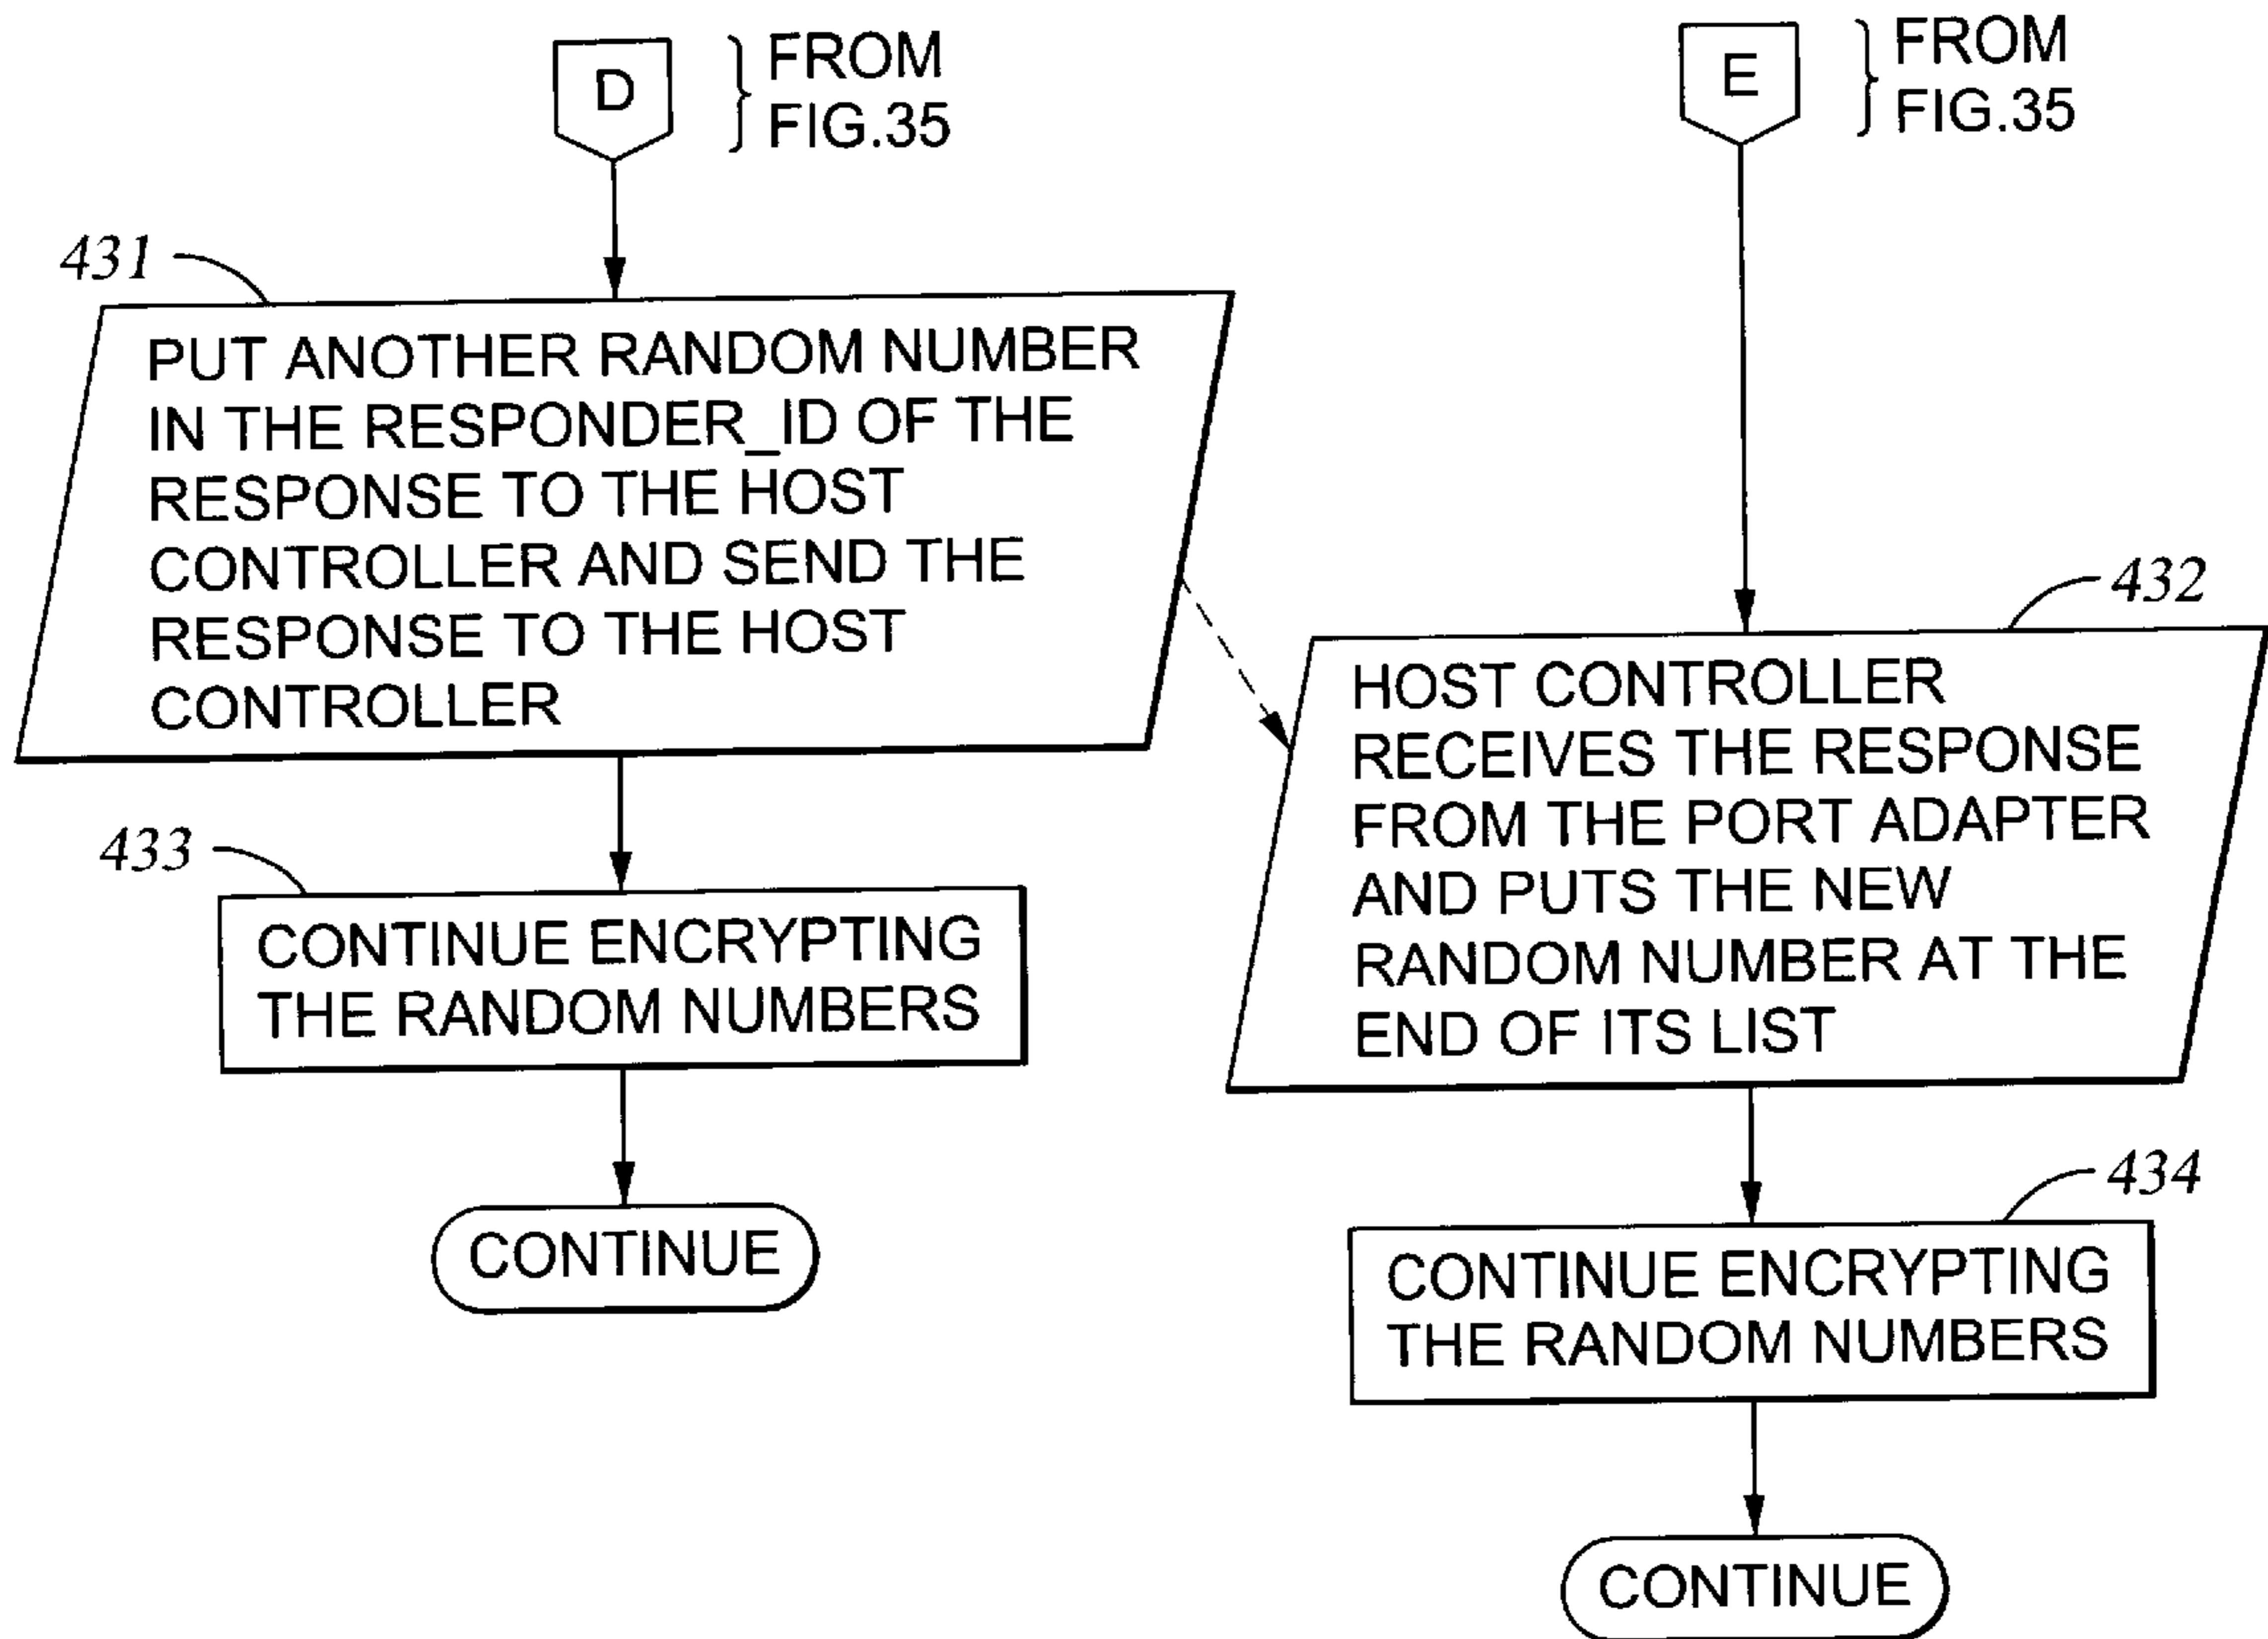 D
FROM
FIG.35
431
PUT ANOTHER RANDOM NUMBER
IN THE RESPONDER_ID OF THE
RESPONSE TO THE HOST
CONTROLLER AND SEND THE
RESPONSE TO THE HOST
CONTROLLER
433
CONTINUE ENCRYPTING
THE RANDOM NUMBERS
CONTINUE
E
FROM
FIG.35
432
HOST CONTROLLER
RECEIVES THE RESPONSE
FROM THE PORT ADAPTER
AND PUTS THE NEW
RANDOM NUMBER AT THE
END OF ITS LIST
434
CONTINUE ENCRYPTING
THE RANDOM NUMBERS
CONTINUE